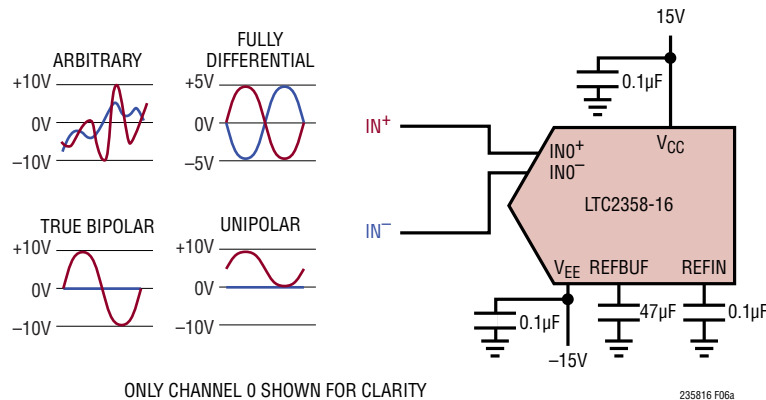 ARBITRARY
+10V
0V
–10V
FULLY
DIFFERENTIAL
+5V
0V
–5V
TRUE BIPOLAR
+10V
0V
–10V
UNIPOLAR
+10V
0V
–10V
IN+
IN–
15V
0.1µF
VCC
IN0+
IN0–
LTC2358-16
VEE
REFBUF
REFIN
0.1µF
47µF
0.1µF
–15V
ONLY CHANNEL 0 SHOWN FOR CLARITY
235816 F06a